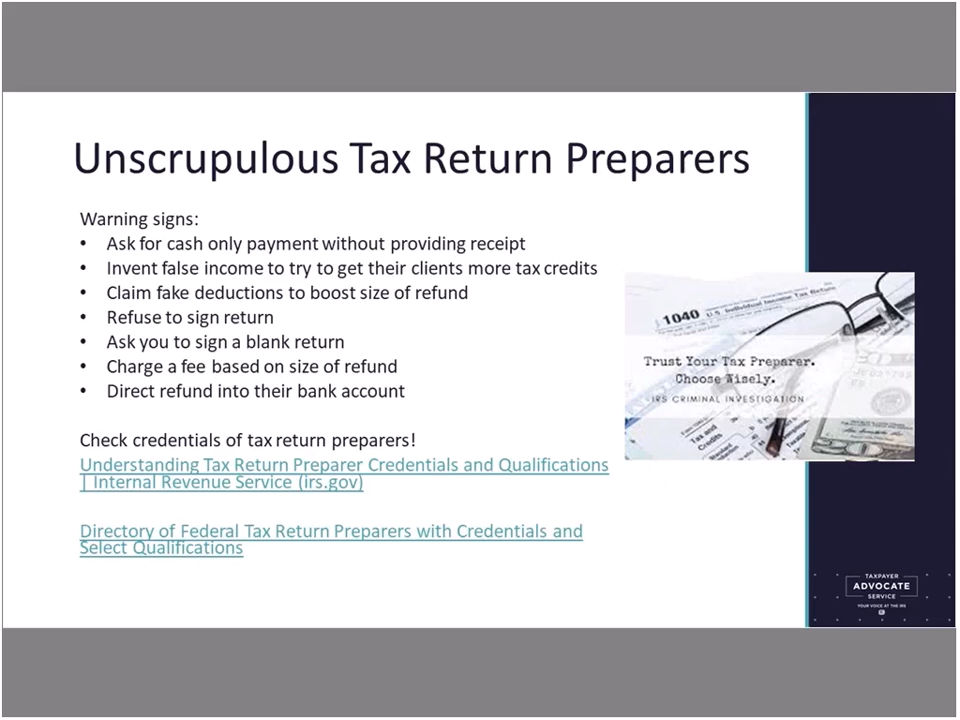 Unscrupulous Tax Return Preparers
Warning signs:
• Ask for cash only payment without providing receipt
• Invent false income to try to get their clients more tax credits
• Claim fake deductions to boost size of refund
• Refuse to sign return
• Ask you to sign a blank return
• Charge a fee based on size of refund
• Direct refund into their bank account
Check credentials of tax return preparers!
Understanding Tax Return Preparer Credentials and Qualifications
| Internal Revenue Service (irs.gov)
Directory of Federal Tax Return Preparers with Credentials and
Select Qualifications
1040 U.S. Individual Income Tax Return
Trust Your Tax Preparer.
Choose Wisely.
IRS CRIMINAL INVESTIGATION
Tax and
Credits
Standard
TAXPAYER
ADVOCATE
SERVICE
YOUR VOICE AT THE IRS